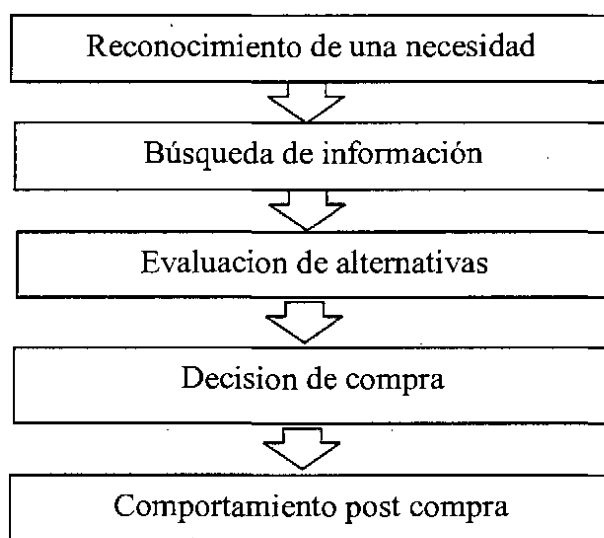 Reconocimiento de una necesidad
Búsqueda de información
Evaluacion de alternativas
Decision de compra
Comportamiento post compra